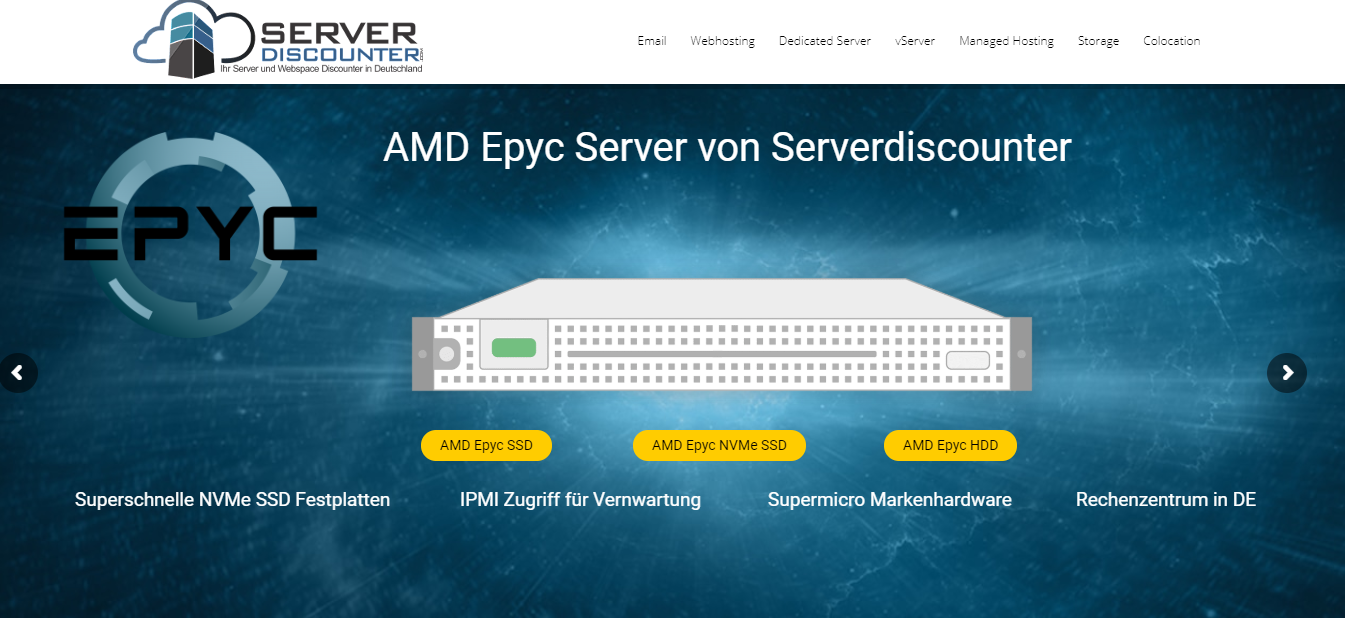 SERVER
DISCOUNTER.COM
Ihr Server und Webspace Discounter in Deutschland
Email Webhosting Dedicated Server vServer Managed Hosting Storage Colocation
AMD Epyc Server von Serverdiscounter
EPYC
AMD Epyc SSD AMD Epyc NVMe SSD AMD Epyc HDD
Superschnelle NVMe SSD Festplatten IPMI Zugriff für Vernwartung Supermicro Markenhardware Rechenzentrum in DE